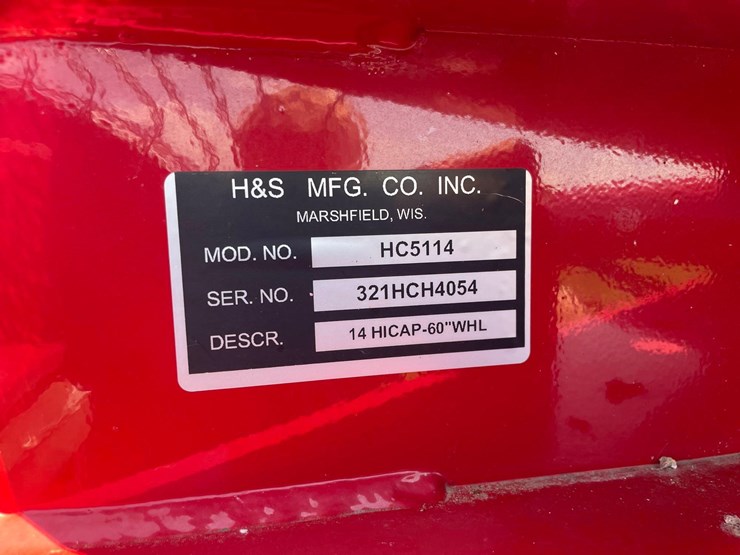 H&S MFG. CO. INC.
MARSHFIELD, WIS.
MOD. NO. HC5114
SER. NO. 321HCH4054
DESCR. 14 HICAP-60"WHL